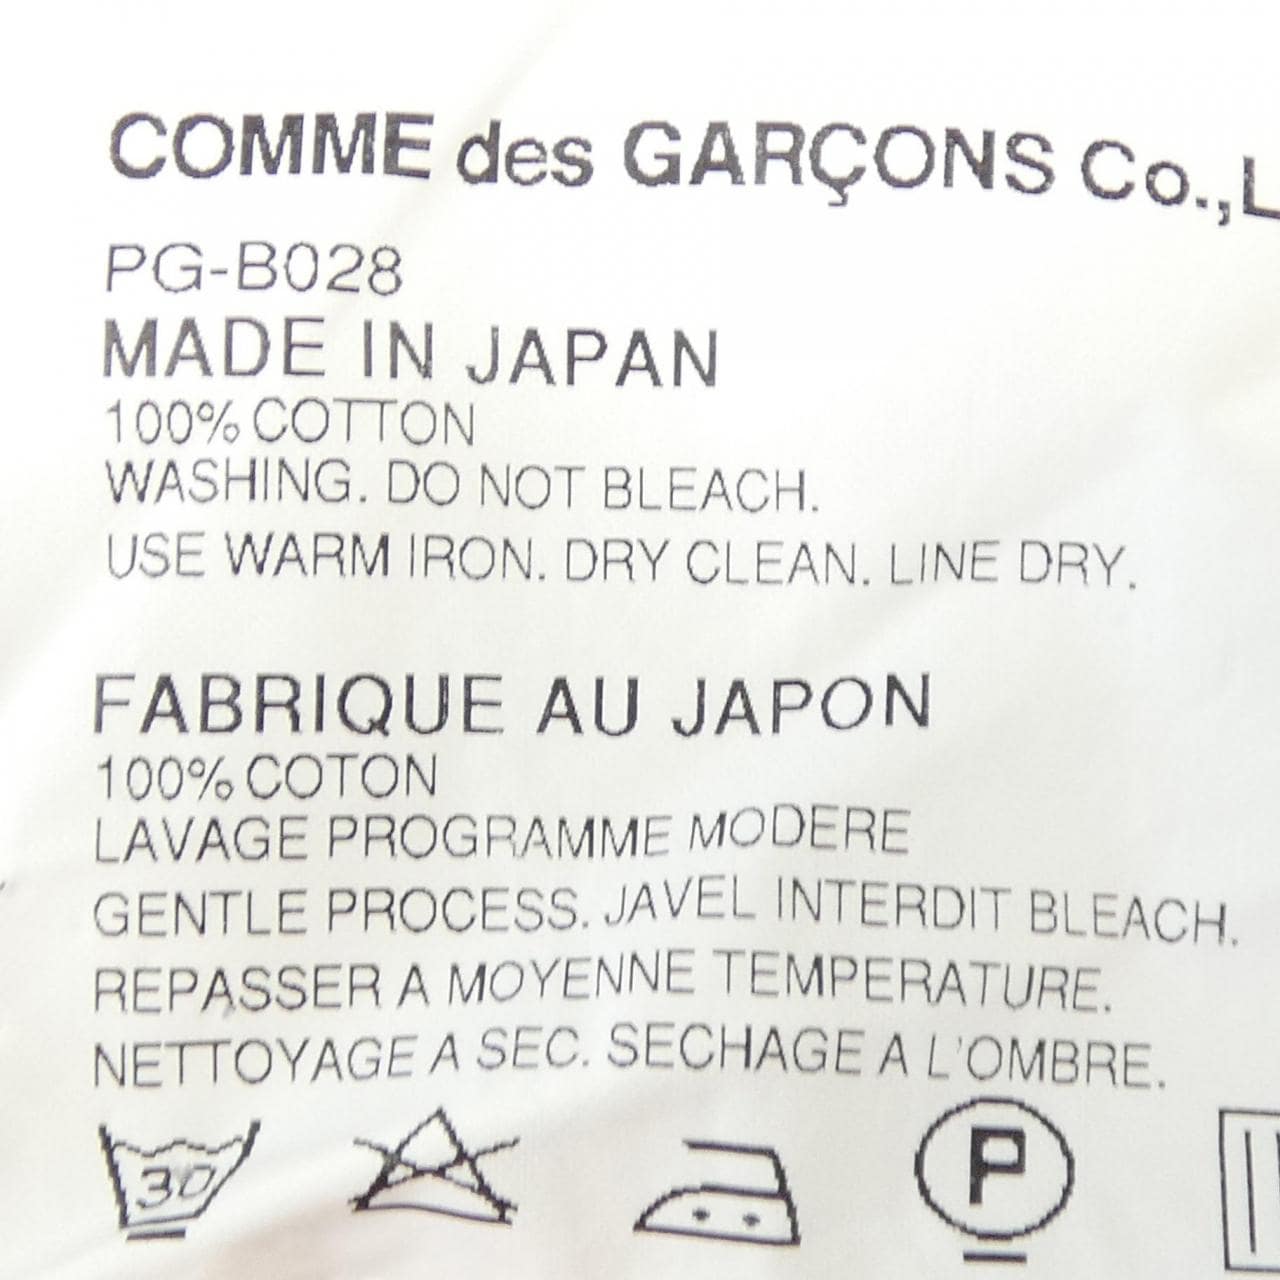 COMME des GARÇONS Co.,L
PG-B028
MADE IN JAPAN
100% COTTON
WASHING. DO NOT BLEACH.
USE WARM IRON. DRY CLEAN. LINE DRY.
FABRIQUE AU JAPON
100% COTON
LAVAGE PROGRAMME MODERE
GENTLE PROCESS. JAVEL INTERDIT BLEACH.
REPASSER A MOYENNE TEMPERATURE.
NETTOYAGE A SEC. SECHAGE A L'OMBRE.
30 P